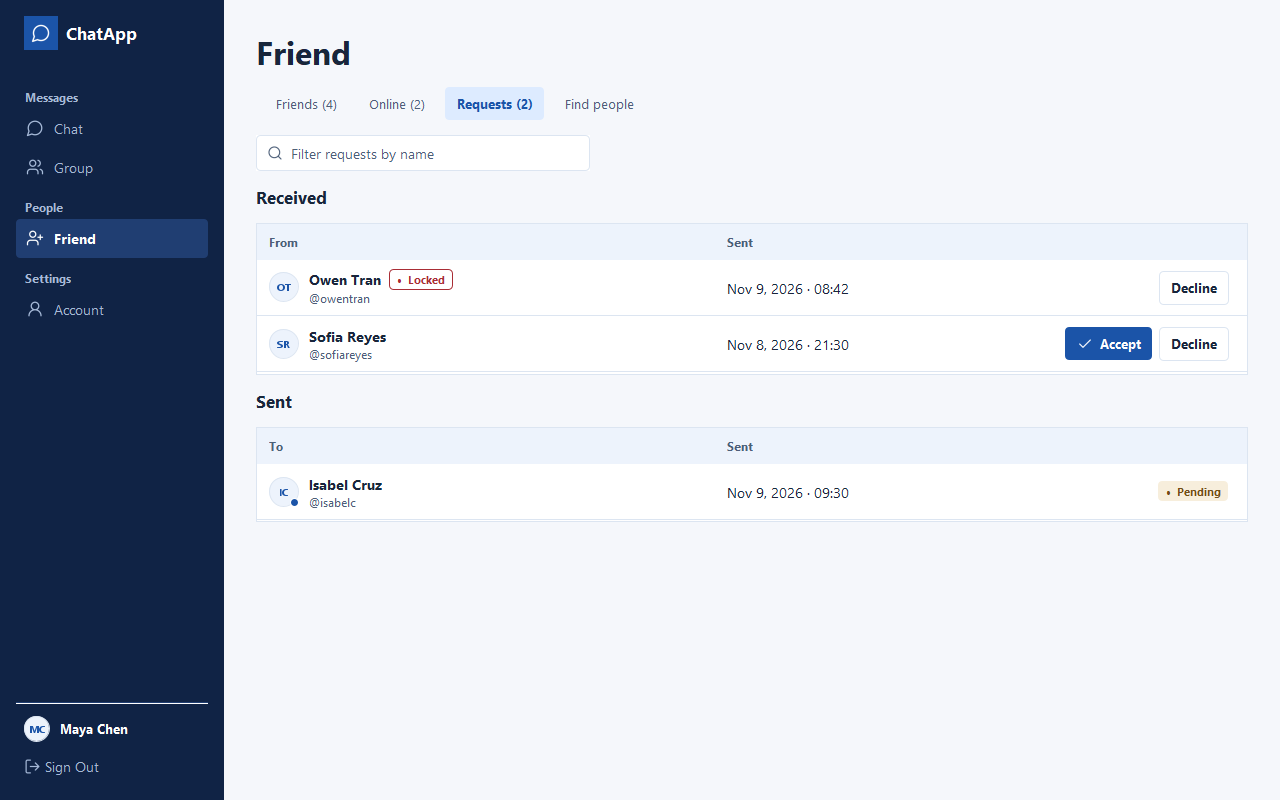 ChatApp
Messages
Chat
Group
People
Friend
Settings
Account
MC Maya Chen
Sign Out
Friend
Friends (4) Online (2) Requests (2) Find people
Filter requests by name
Received
From Sent
OT Owen Tran • Locked
@owentran
Nov 9, 2026 · 08:42
Decline
SR Sofia Reyes
@sofiareyes
Nov 8, 2026 · 21:30
Accept Decline
Sent
To Sent
IC Isabel Cruz
@isabelc
Nov 9, 2026 · 09:30
• Pending